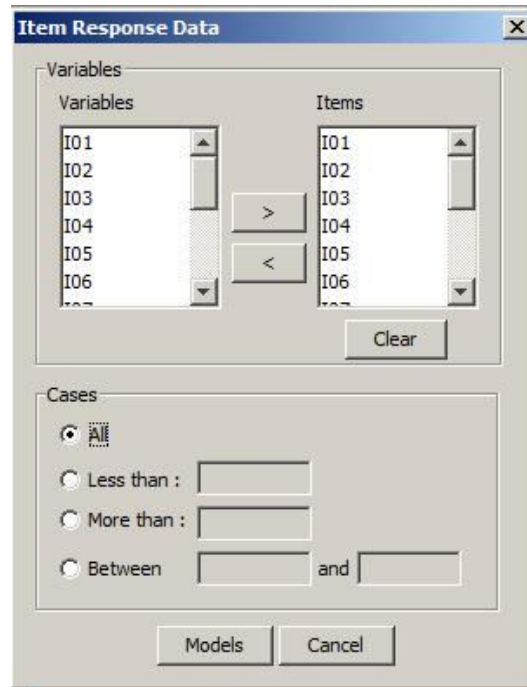 Item Response Data
Variables
Variables
I01
I02
I03
I04
I05
I06
>
<
Items
I01
I02
I03
I04
I05
I06
Clear
Cases
All
Less than :
More than :
Between and
Models Cancel